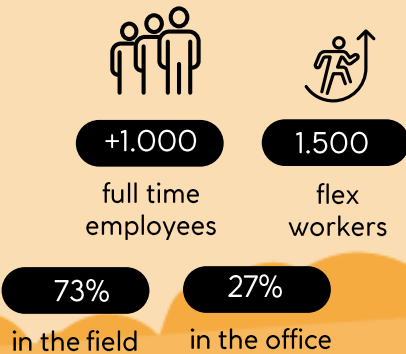 +1.000
1.500
full time
employees
flex
workers
73%
27%
in the field
in the office